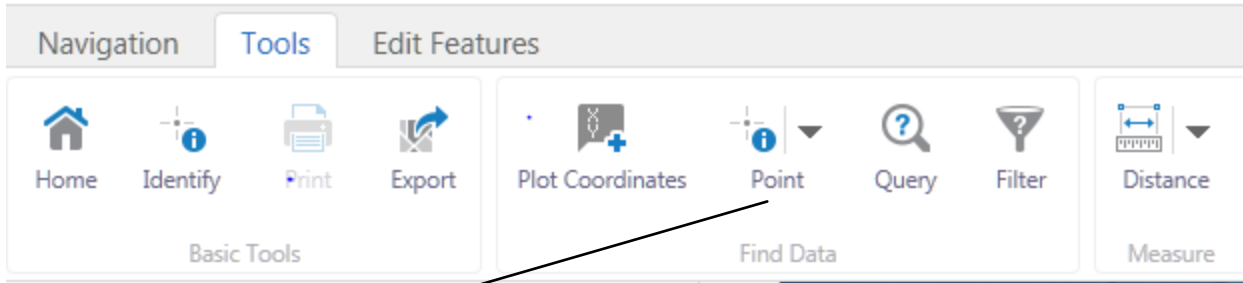 Navigation Tools Edit Features
Home Identify Print Export Plot Coordinates Point Query Filter Distance
Basic Tools Find Data Measure